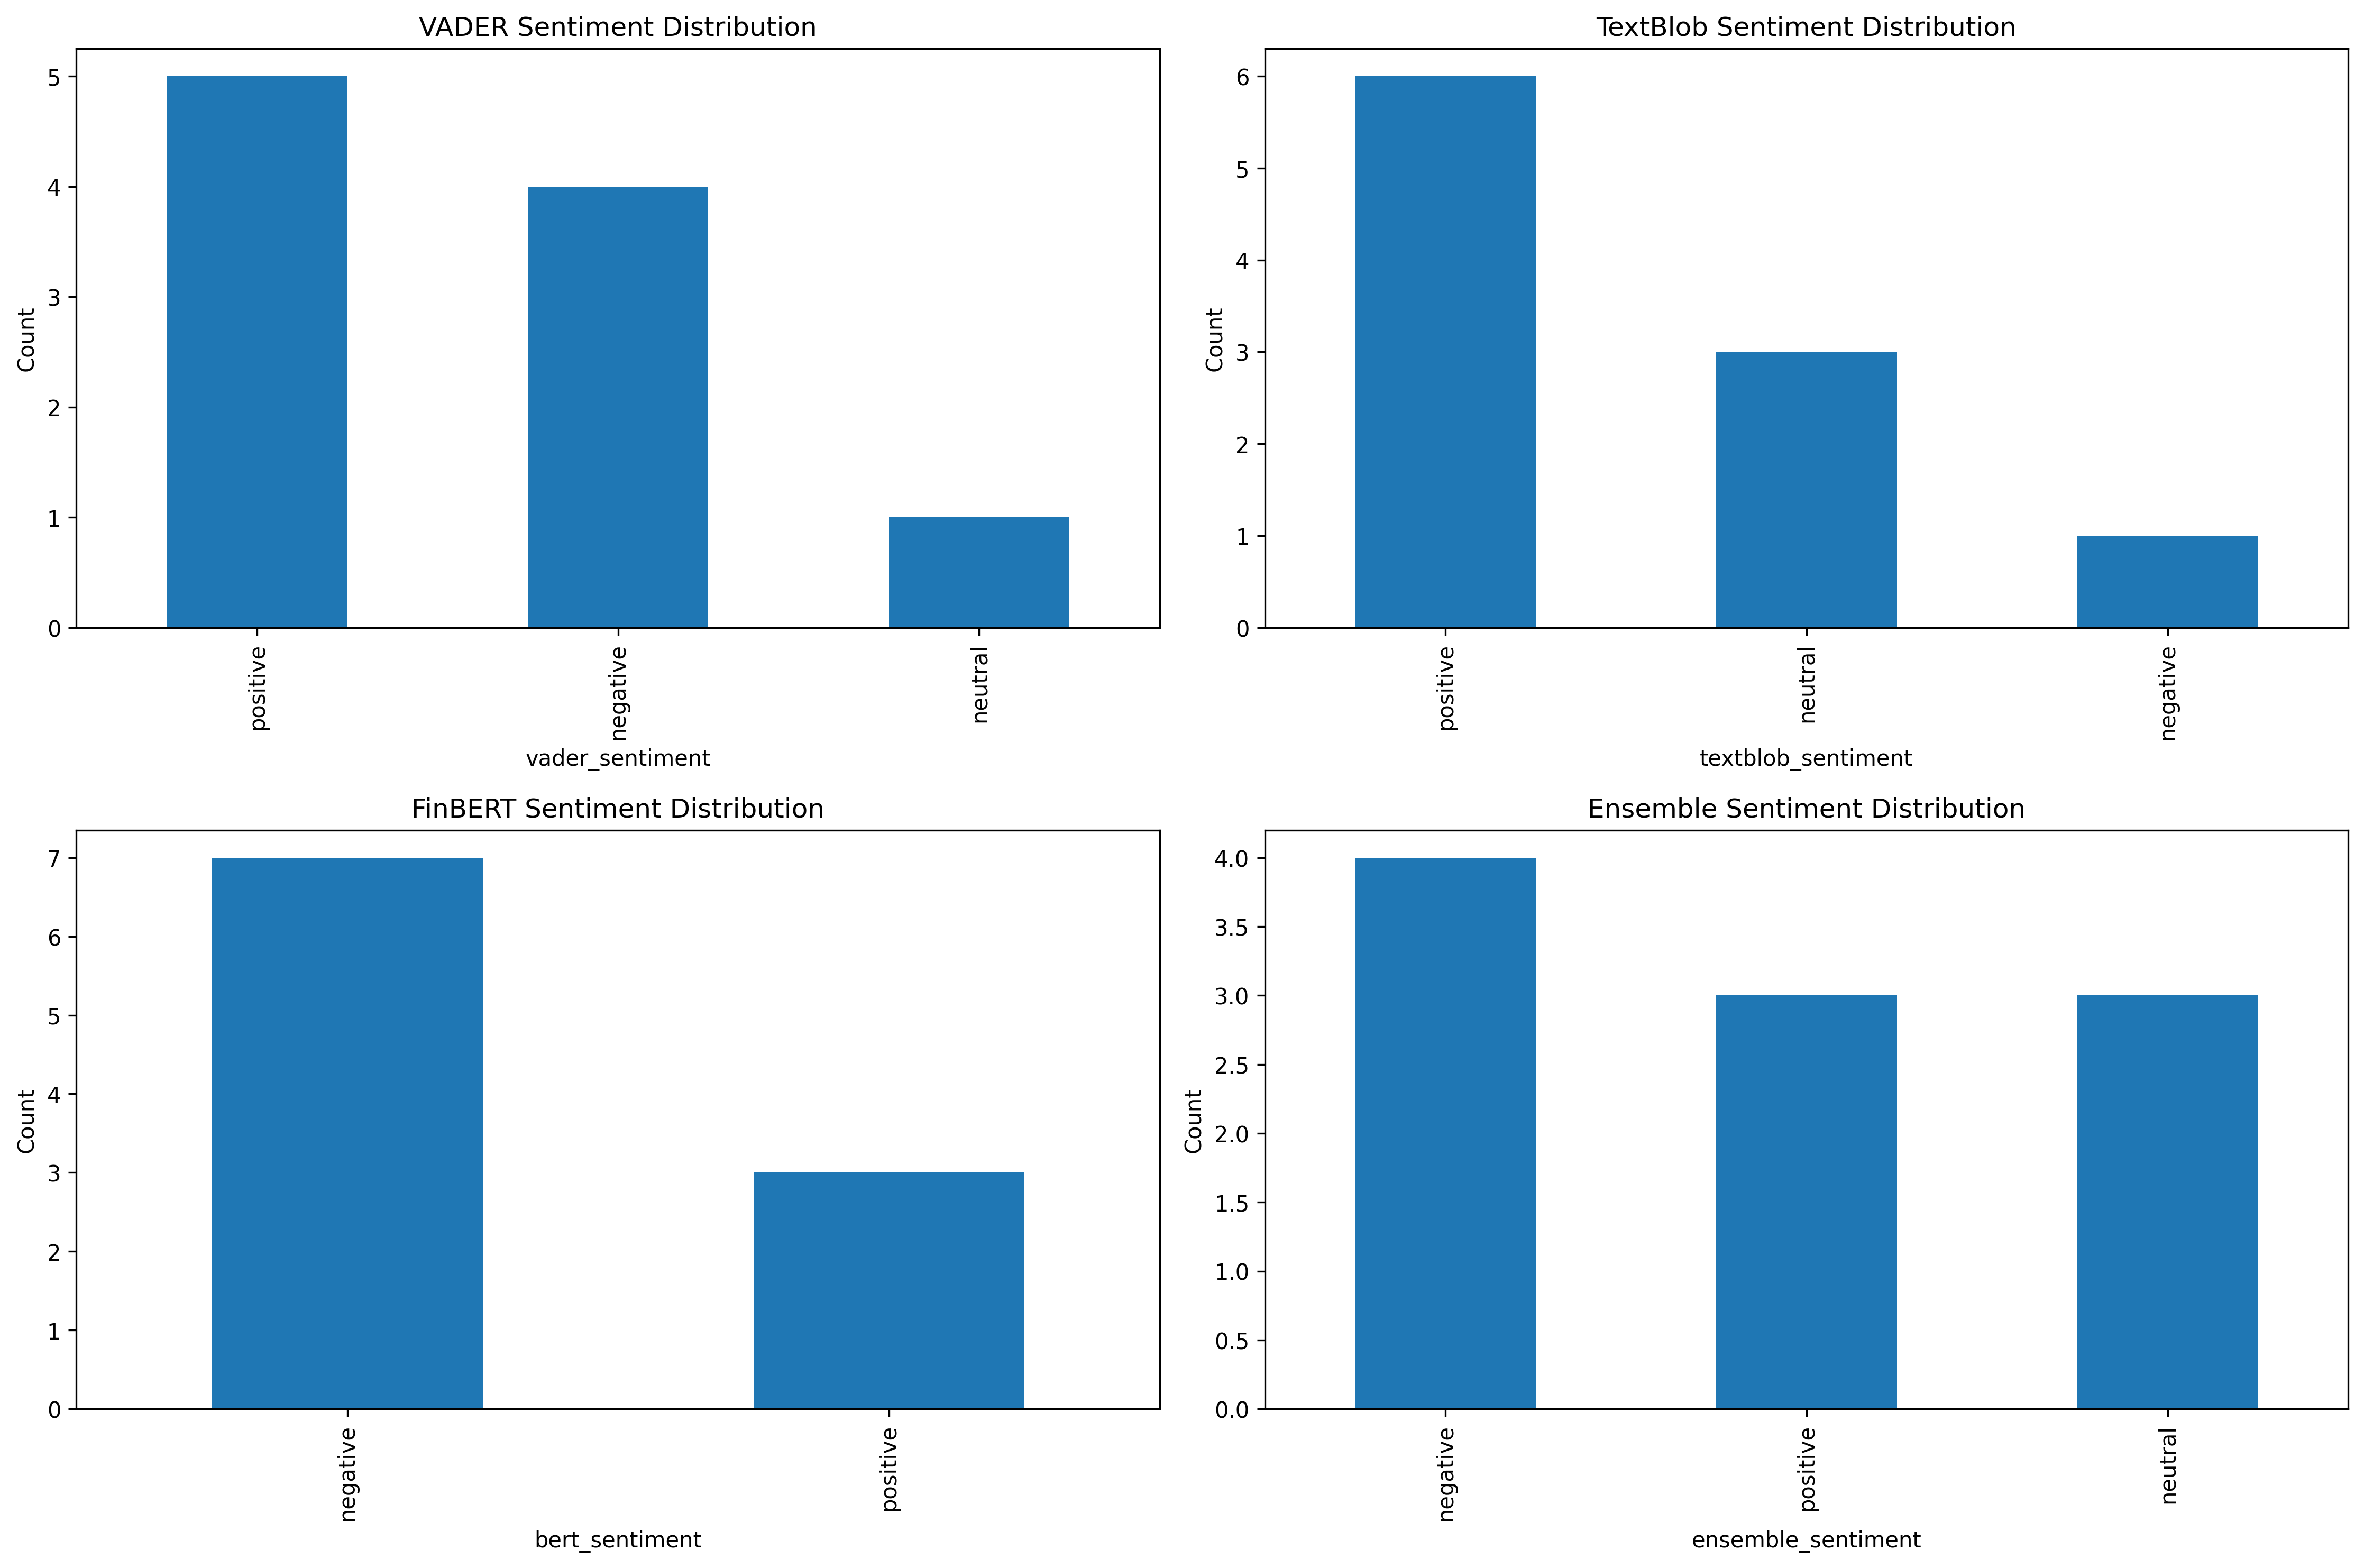 VADER Sentiment Distribution
5
4
3
2
1
0
Count
positive
negative
neutral
vader_sentiment
TextBlob Sentiment Distribution
6
5
4
3
2
1
0
Count
positive
neutral
negative
textblob_sentiment
FinBERT Sentiment Distribution
7
6
5
4
3
2
1
0
Count
negative
positive
bert_sentiment
Ensemble Sentiment Distribution
4.0
3.5
3.0
2.5
2.0
1.5
1.0
0.5
0.0
Count
negative
positive
neutral
ensemble_sentiment